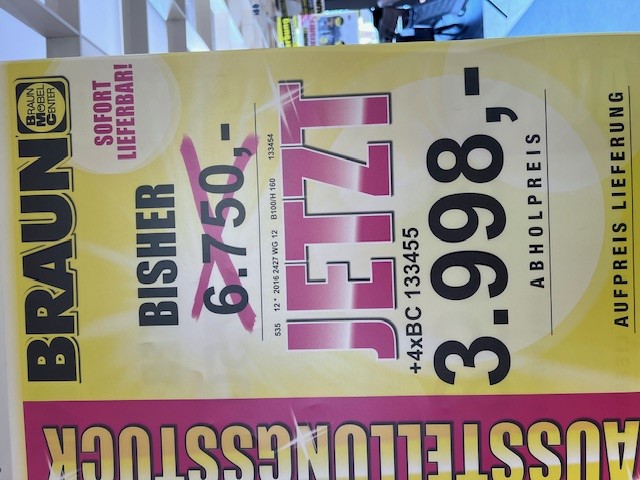 BRAUN
BRAUN
MÖBEL
CENTER
SOFORT
LIEFERBAR!
BISHER
6.750,-
535 12 * 2016 2427 WG 12 B100/H 160 133454
JETZT
+4xBC 133455
3.998,-
ABHOLPREIS
AUFPREIS LIEFERUNG
AUSSTELLUNGSSTÜCK